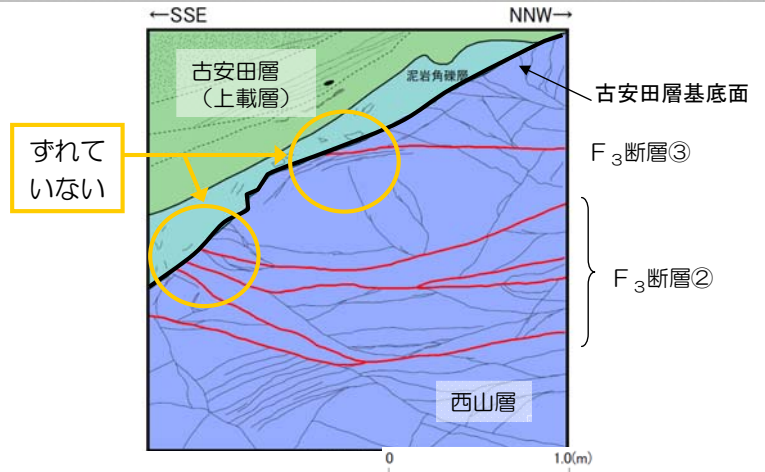 ←SSE
NNW→
古安田層
(上載層)
泥岩角礫層
古安田層基底面
ずれて
いない
F₃断層③
F₃断層②
西山層
0
1.0(m)